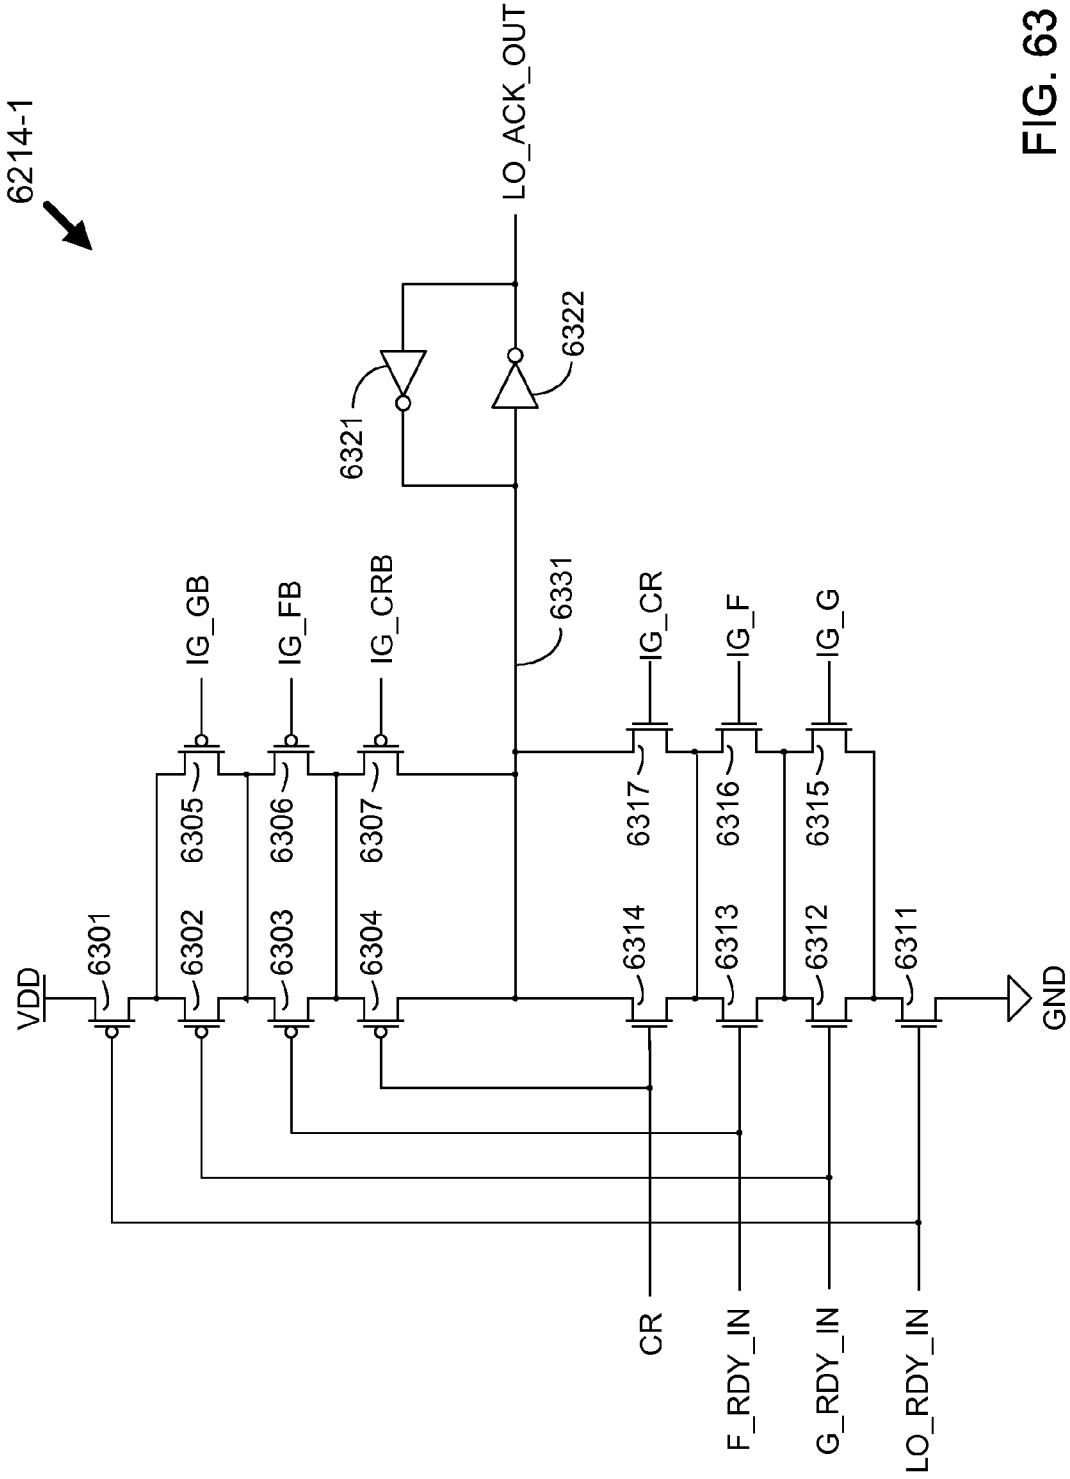 6214-1
VDD
6301
6302
6303
6304
6305
6306
6307
IG_GB
IG_FB
IG_CRB
6321
6322
LO_ACK_OUT
6331
6314
6313
6312
6311
6317
6316
6315
IG_CR
IG_F
IG_G
CR
F_RDY_IN
G_RDY_IN
LO_RDY_IN
GND
FIG. 63